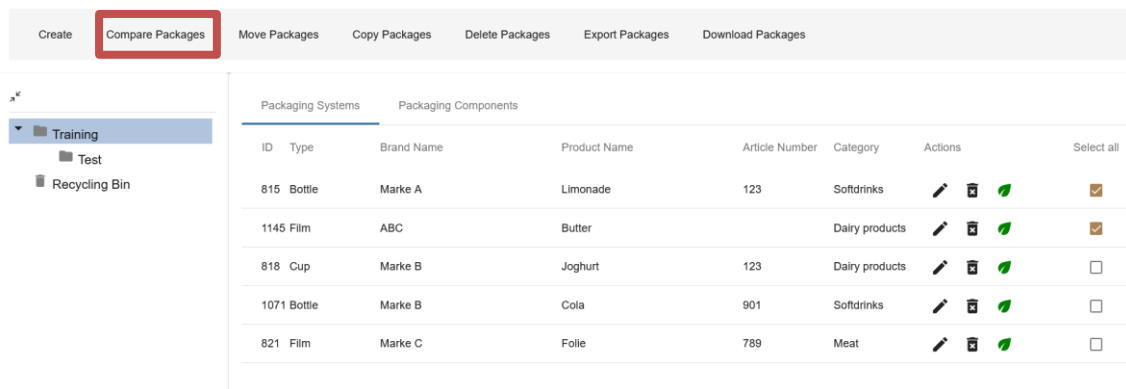 Create Compare Packages Move Packages Copy Packages Delete Packages Export Packages Download Packages
Training
Test
Recycling Bin
Packaging Systems Packaging Components
ID Type Brand Name Product Name Article Number Category Actions Select all
815 Bottle Marke A Limonade 123 Softdrinks
1145 Film ABC Butter Dairy products
818 Cup Marke B Joghurt 123 Dairy products
1071 Bottle Marke B Cola 901 Softdrinks
821 Film Marke C Folie 789 Meat